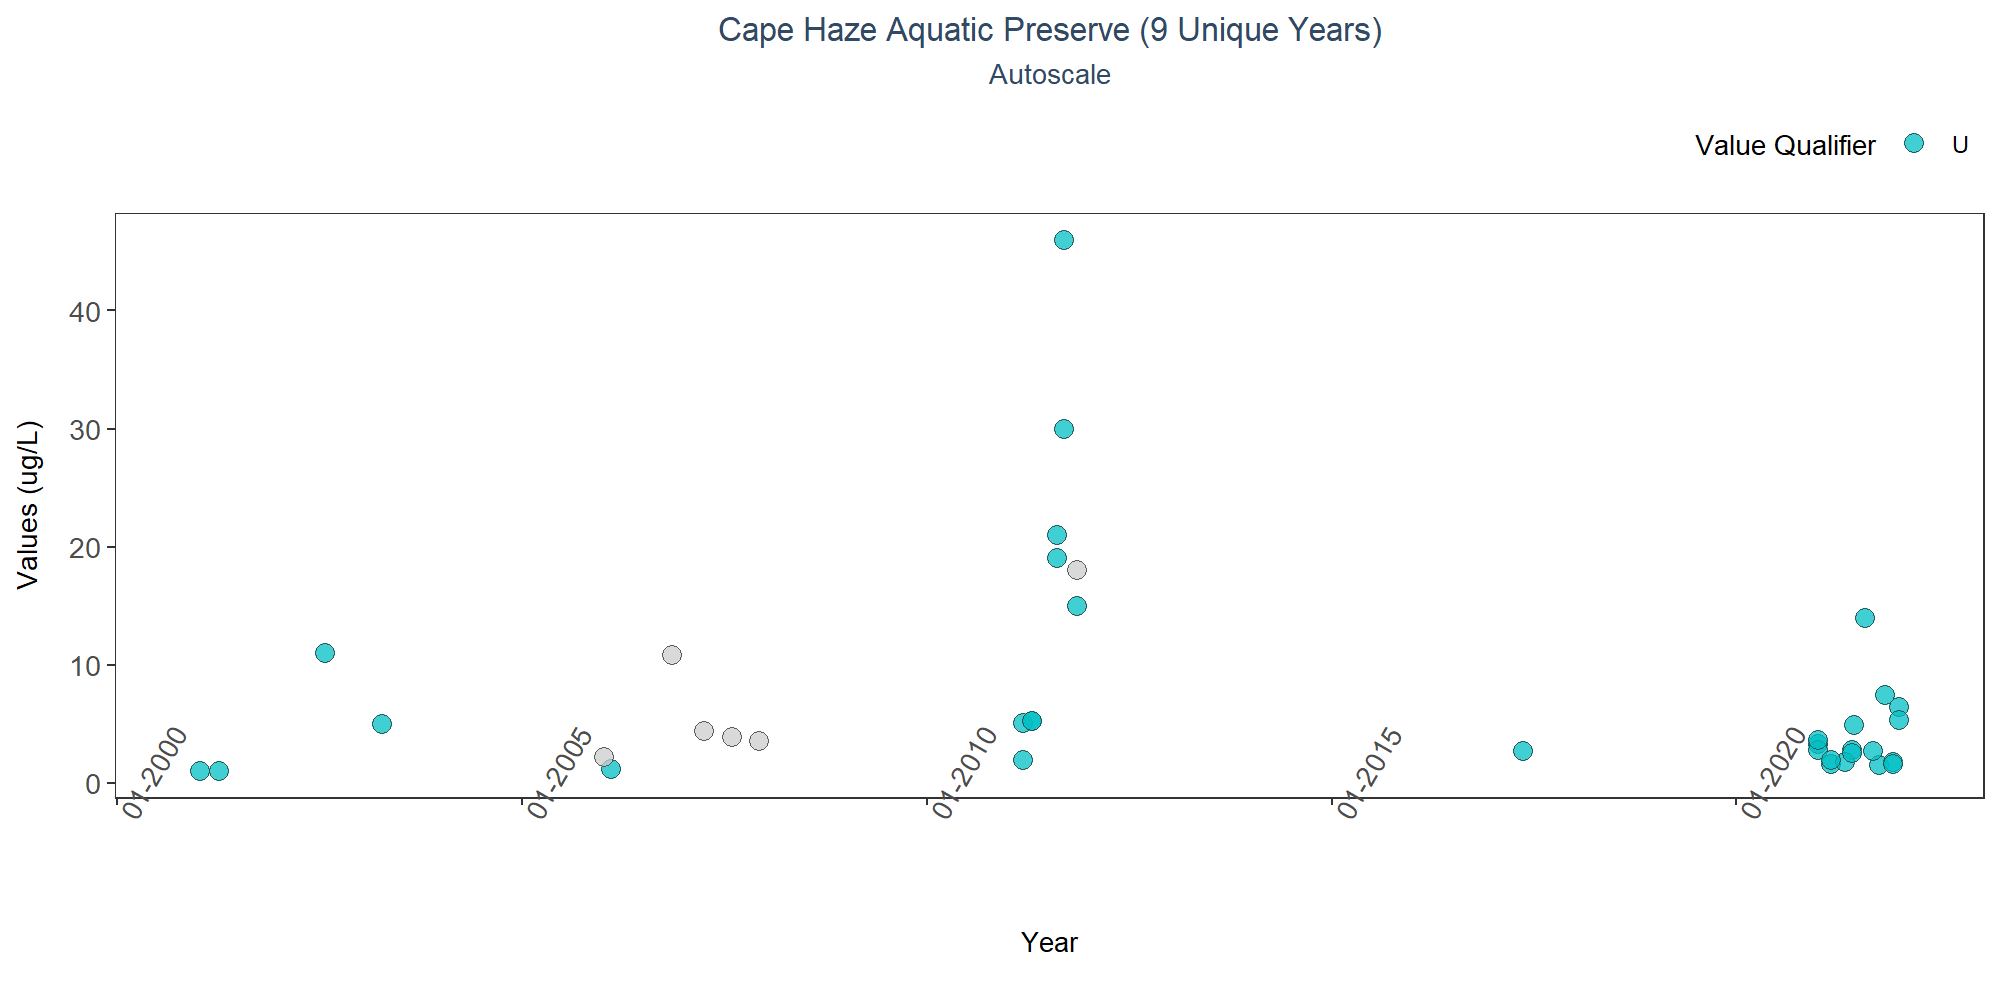 Cape Haze Aquatic Preserve (9 Unique Years)
Autoscale
Value Qualifier U
Values (ug/L)
40
30
20
10
0
01-2000 01-2005 01-2010 01-2015 01-2020
Year